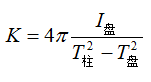 K = 4π I盘 / (T柱² − T盘²)